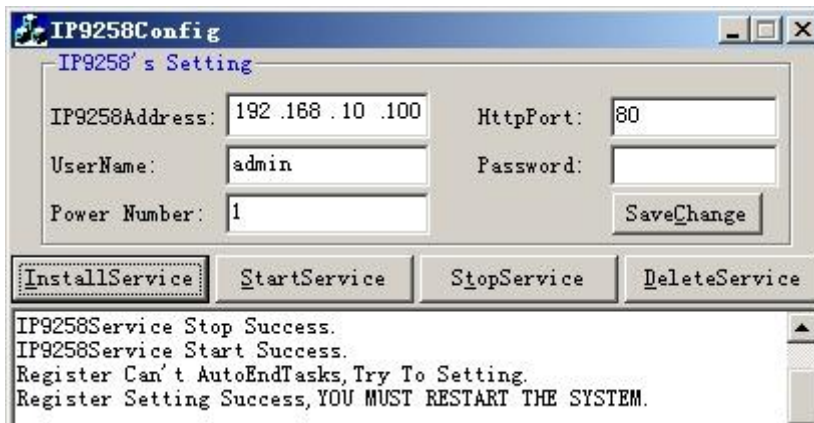 IP9258Config
IP9258's Setting
IP9258Address: 192 .168 . 10 .100 HttpPort: 80
UserName: admin Password:
Power Number: 1 SaveChange
InstallService StartService StopService DeleteService
IP9258Service Stop Success.
IP9258Service Start Success.
Register Can't AutoEndTasks,Try To Setting.
Register Setting Success,YOU MUST RESTART THE SYSTEM.